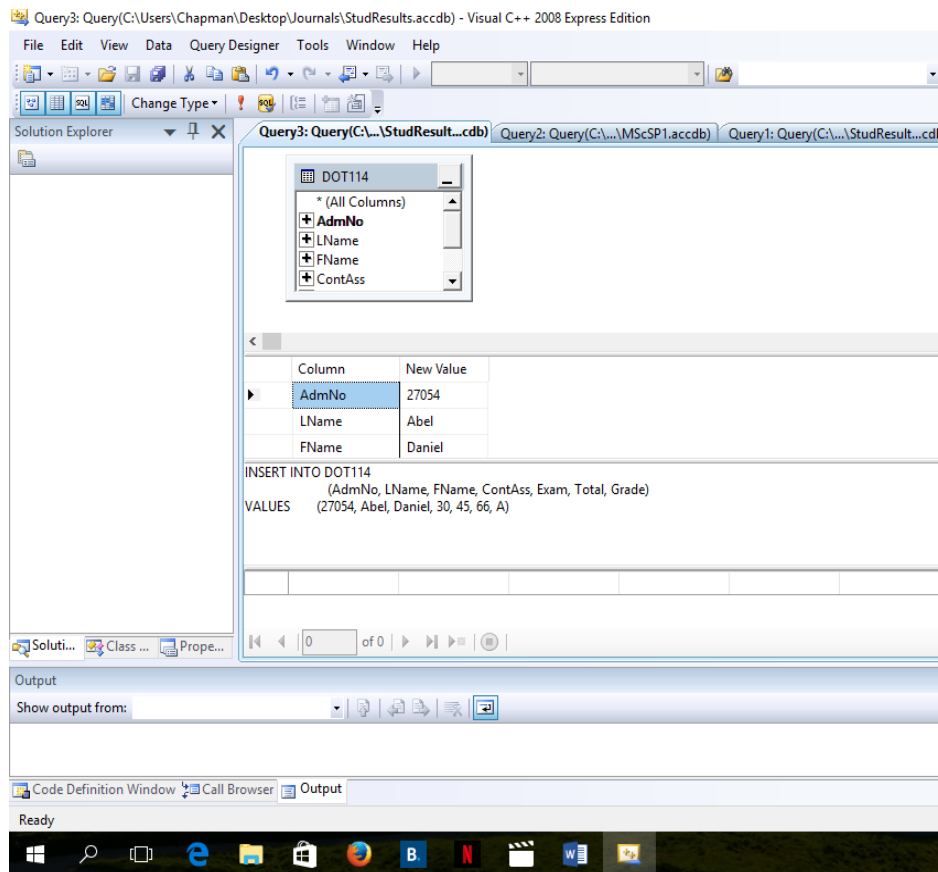 Query3: Query(C:\Users\Chapman\Desktop\Journals\StudResults.accdb) - Visual C++ 2008 Express Edition
File Edit View Data Query Designer Tools Window Help
SQL Change Type SQL
Solution Explorer
Query3: Query(C:\...\StudResult...cdb) Query2: Query(C:\...\MScSP1.accdb) Query1: Query(C:\...\StudResult...cdl
DOT114
* (All Columns)
AdmNo
LName
FName
ContAss
Column New Value
AdmNo 27054
LName Abel
FName Daniel
INSERT INTO DOT114
(AdmNo, LName, FName, ContAss, Exam, Total, Grade)
VALUES (27054, Abel, Daniel, 30, 45, 66, A)
0 of 0
Soluti... Class ... Prope...
Output
Show output from:
Code Definition Window Call Browser Output
Ready
B. N W